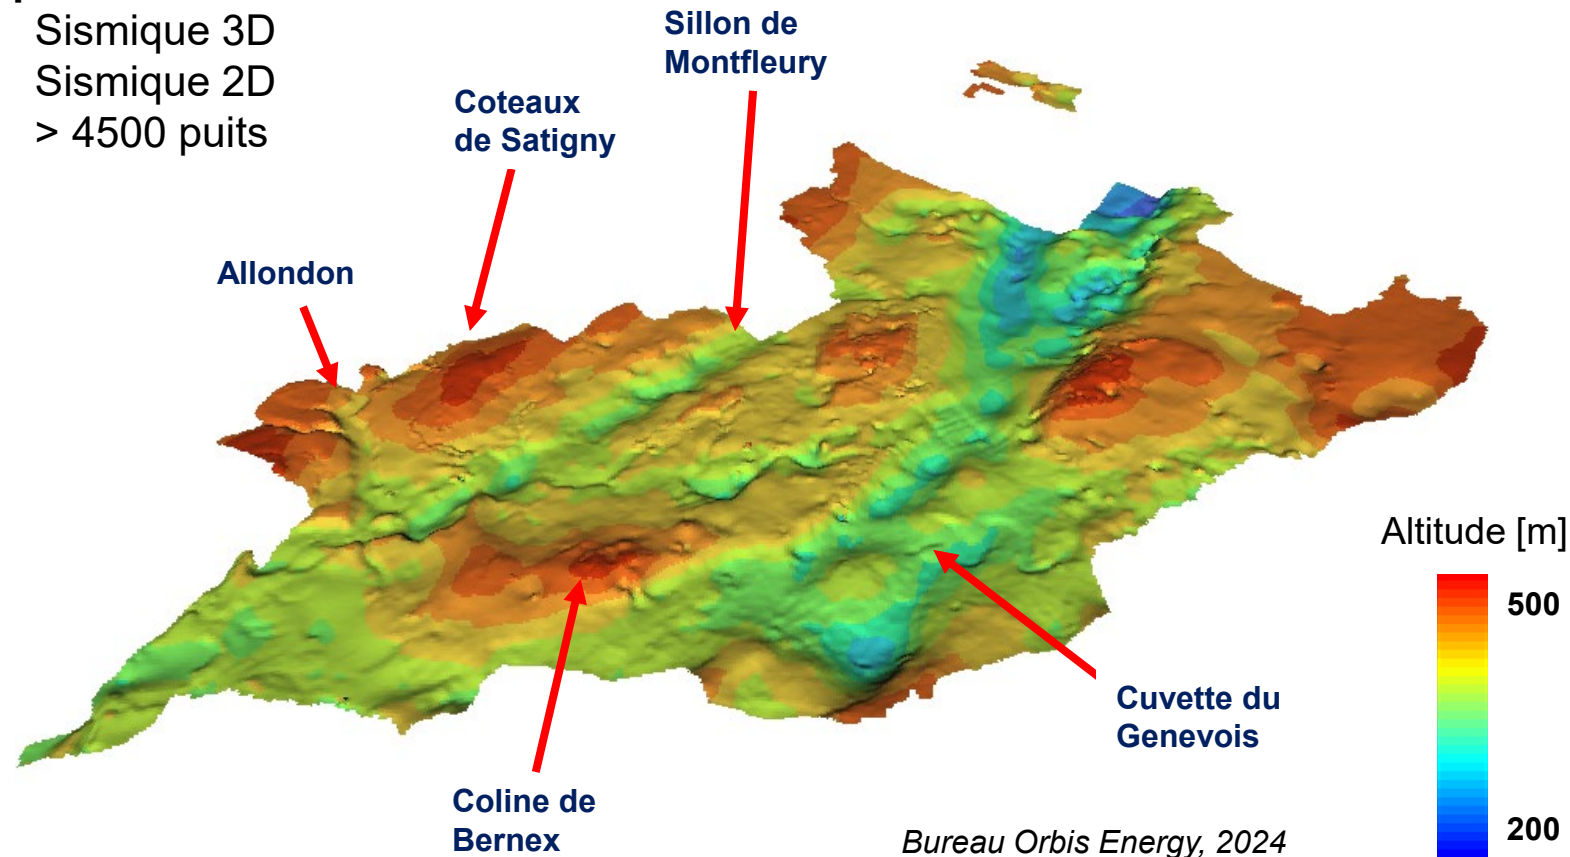 Sismique 3D
Sismique 2D
> 4500 puits
Sillon de
Montfleury
Coteaux
de Satigny
Allondon
Altitude [m]
500
200
Cuvette du
Genevois
Coline de
Bernex
Bureau Orbis Energy, 2024